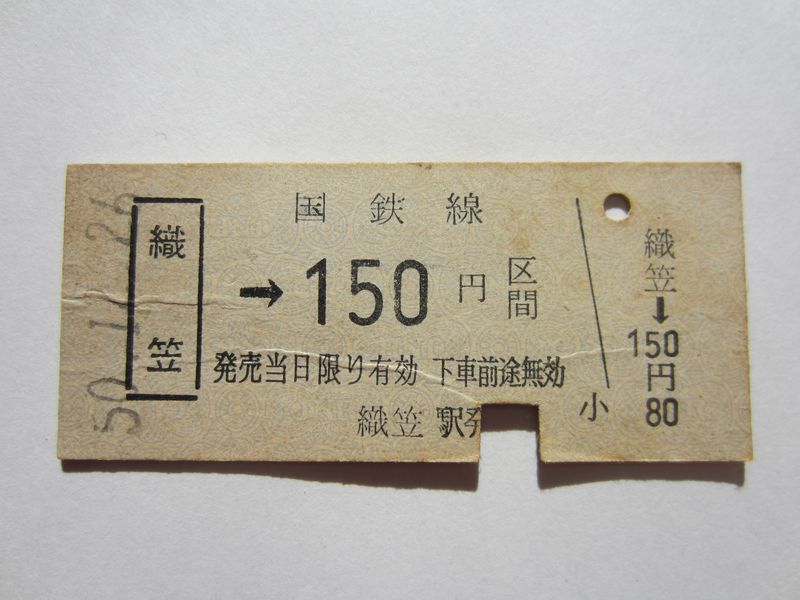 織笠
国鉄線
→150円区間
発売当日限り有効 下車前途無効
織笠駅発
小
織笠
↓
150
円
80